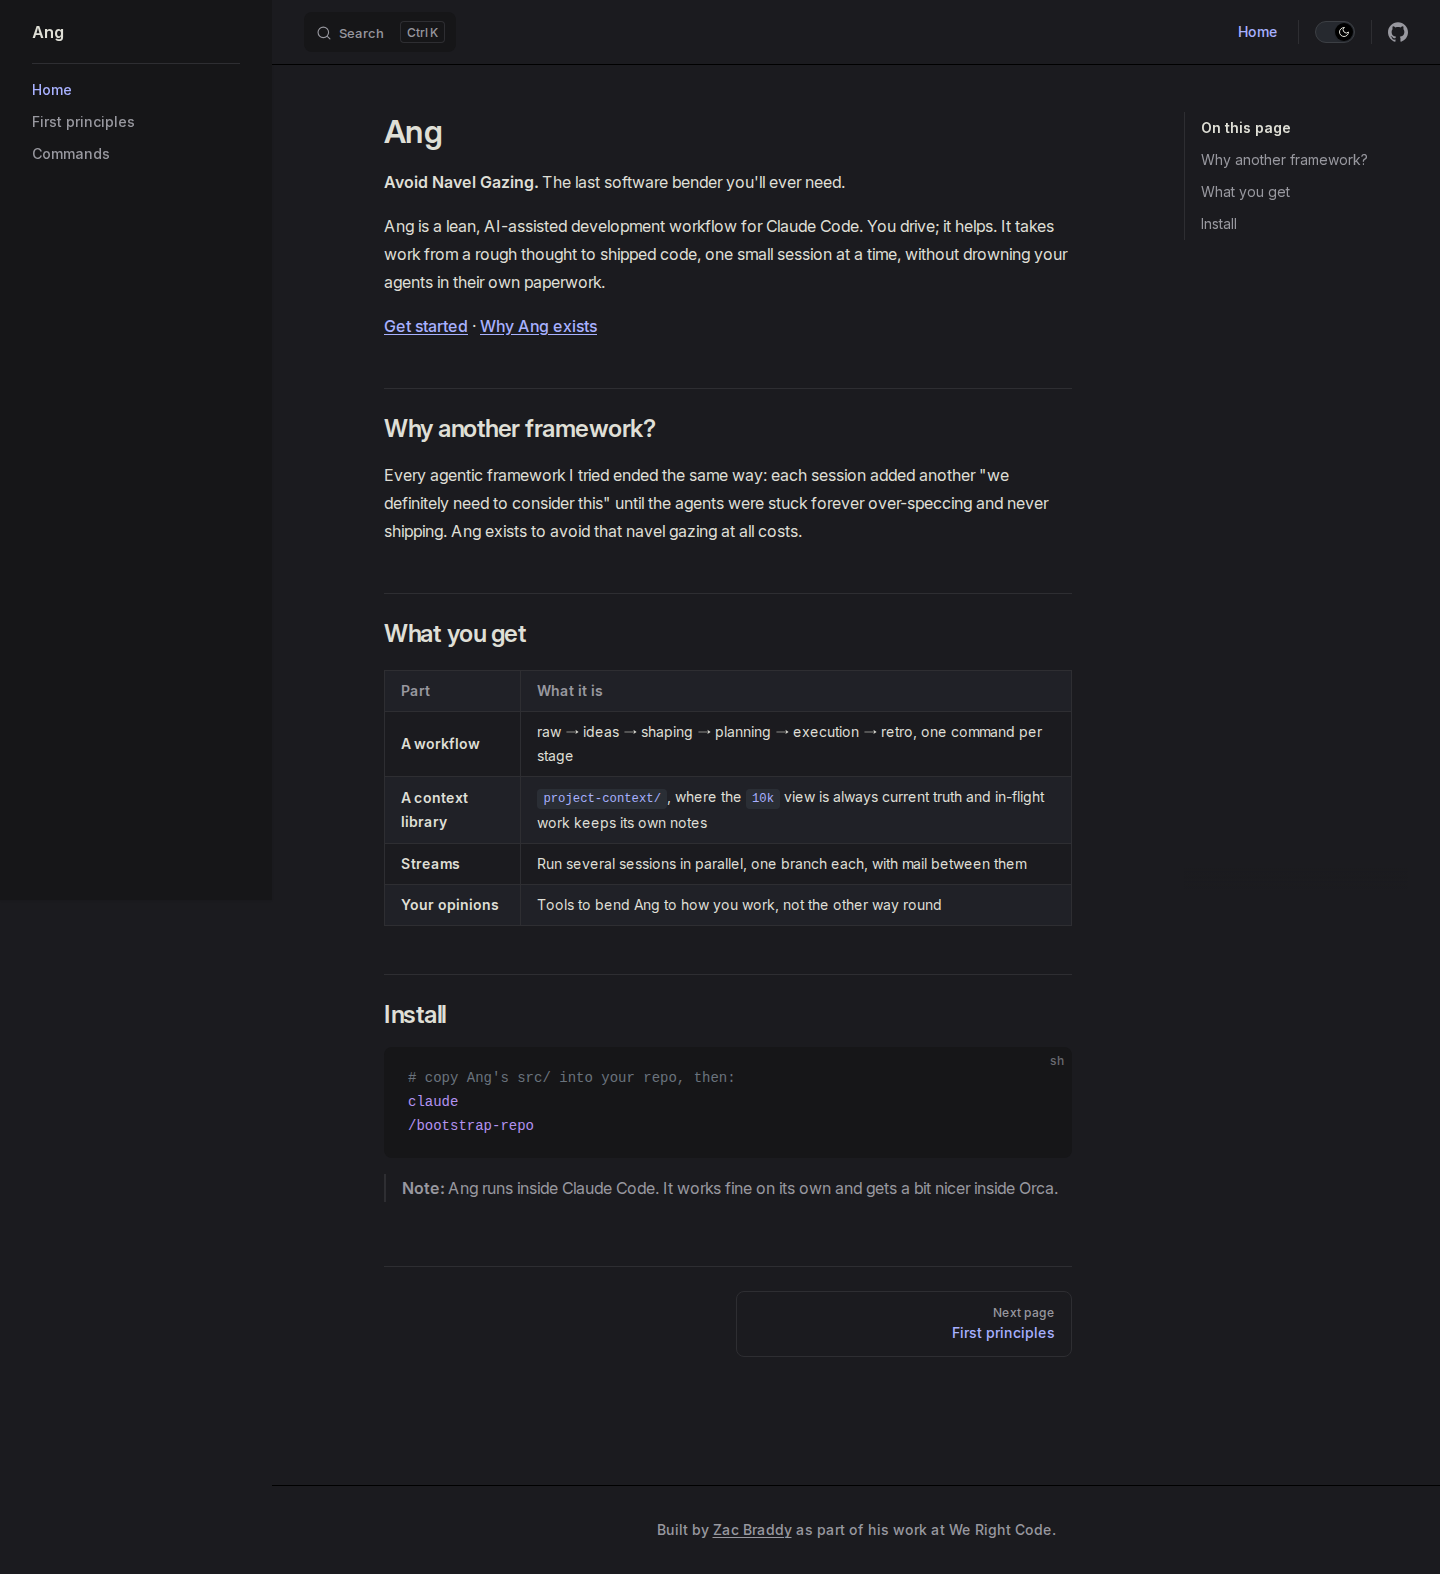 Ang
Home
First principles
Commands
Search Ctrl K
Home
Ang
Avoid Navel Gazing. The last software bender you'll ever need.
Ang is a lean, AI-assisted development workflow for Claude Code. You drive; it helps. It takes
work from a rough thought to shipped code, one small session at a time, without drowning your
agents in their own paperwork.
Get started · Why Ang exists
Why another framework?
Every agentic framework I tried ended the same way: each session added another "we
definitely need to consider this" until the agents were stuck forever over-speccing and never
shipping. Ang exists to avoid that navel gazing at all costs.
What you get
Part What it is
A workflow raw → ideas → shaping → planning → execution → retro, one command per
stage
A context library project-context/, where the 10k view is always current truth and in-flight
work keeps its own notes
Streams Run several sessions in parallel, one branch each, with mail between them
Your opinions Tools to bend Ang to how you work, not the other way round
Install
sh
# copy Ang's src/ into your repo, then:
claude
/bootstrap-repo
Note: Ang runs inside Claude Code. It works fine on its own and gets a bit nicer inside Orca.
Next page
First principles
On this page
Why another framework?
What you get
Install
Built by Zac Braddy as part of his work at We Right Code.